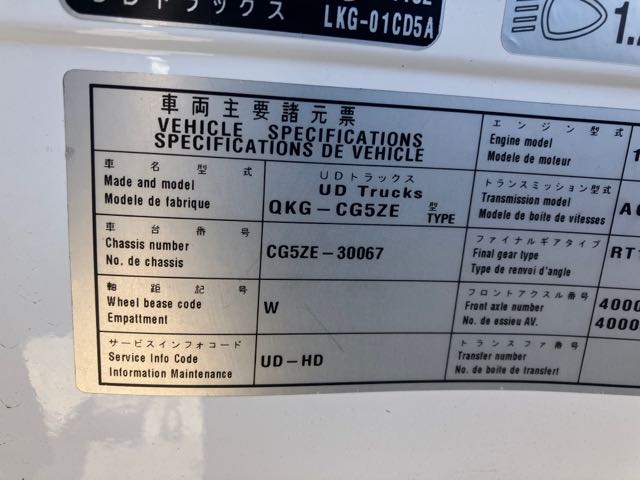 UDトラックス
LKG-01CD5A
車両主要諸元票
VEHICLE SPECIFICATIONS
SPECIFICATIONS DE VEHICLE
車名型式
Made and model
Modele de fabrique
UDトラックス
UD Trucks
QKG-CG5ZE 型 TYPE
車台番号
Chassis number
No. de chassis
CG5ZE-30067
軸距記号
Wheel bease code
Empattment
W
サービスインフォコード
Service Info Code
Information Maintenance
UD-HD
エンジン型式
Engine model
Modele de moteur
トランスミッション型式
Transmission model
Modele de boite de vitesses
ファイナルギアタイプ
Final gear type
Type de renvoi d'angle
RT
フロントアクスル番号
Front axle number
No. de essieu AV.
4000
4000
トランスファ番号
Transfer number
No. de boite de transfert